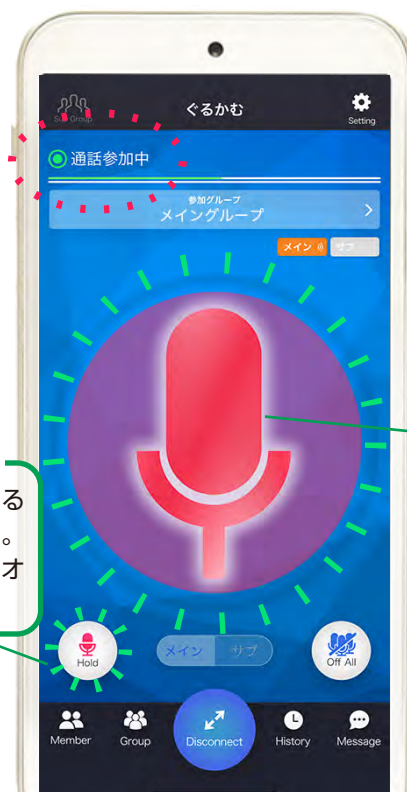 Sub Group
ぐるかむ
Setting
通話参加中
参加グループ
メイングループ
メイン
サブ
る
。
オ
Hold
メイン
サブ
Off All
Member
Group
Disconnect
History
Message